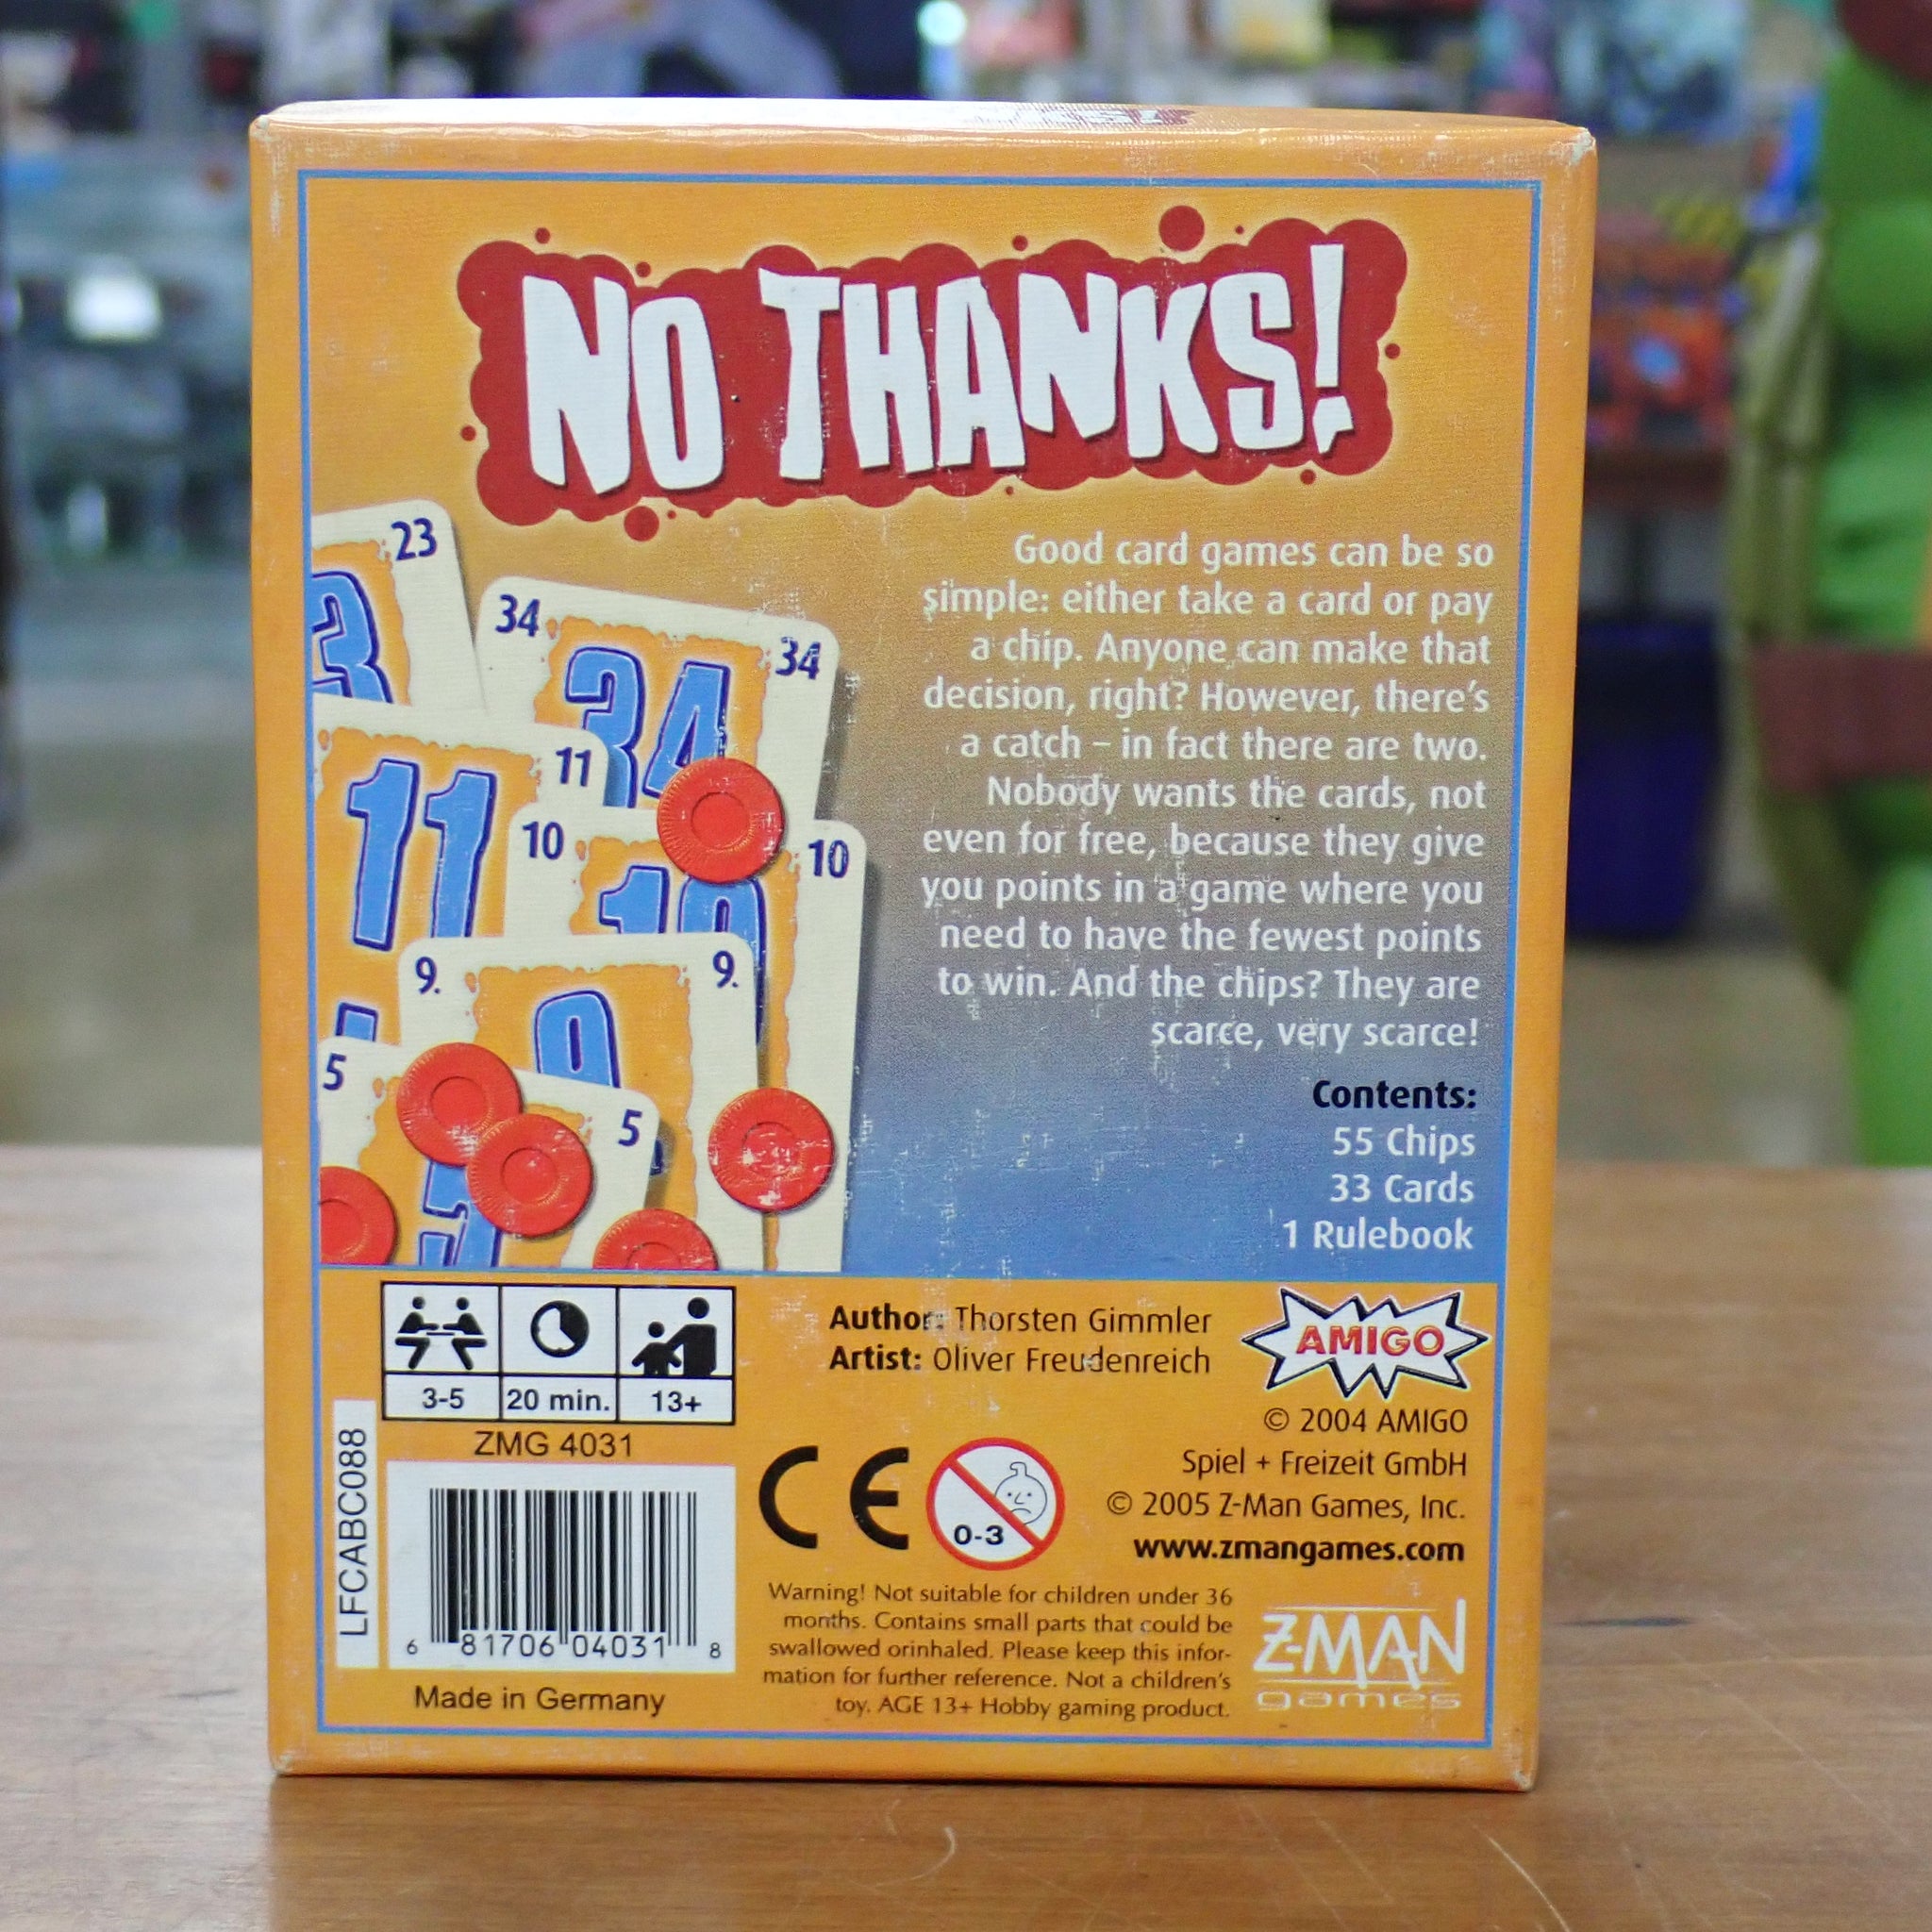 NO THANKS!
Good card games can be so
simple: either take a card or pay
a chip. Anyone can make that
decision, right? However, there's
a catch – in fact there are two.
Nobody wants the cards, not
even for free, because they give
you points in a game where you
need to have the fewest points
to win. And the chips? They are
scarce, very scarce!
Contents:
55 Chips
33 Cards
1 Rulebook
23
34
34
34
11
11
10
10
10
9.
9.
9
5
5
5
3-5
20 min.
13+
ZMG 4031
LFCABC088
6 81706 04031 8
Made in Germany
Author: Thorsten Gimmler
Artist: Oliver Freudenreich
AMIGO
© 2004 AMIGO
Spiel + Freizeit GmbH
© 2005 Z-Man Games, Inc.
www.zmangames.com
CE
0-3
Warning! Not suitable for children under 36
months. Contains small parts that could be
swallowed orinhaled. Please keep this infor-
mation for further reference. Not a children's
toy. AGE 13+ Hobby gaming product.
Z-MAN
games